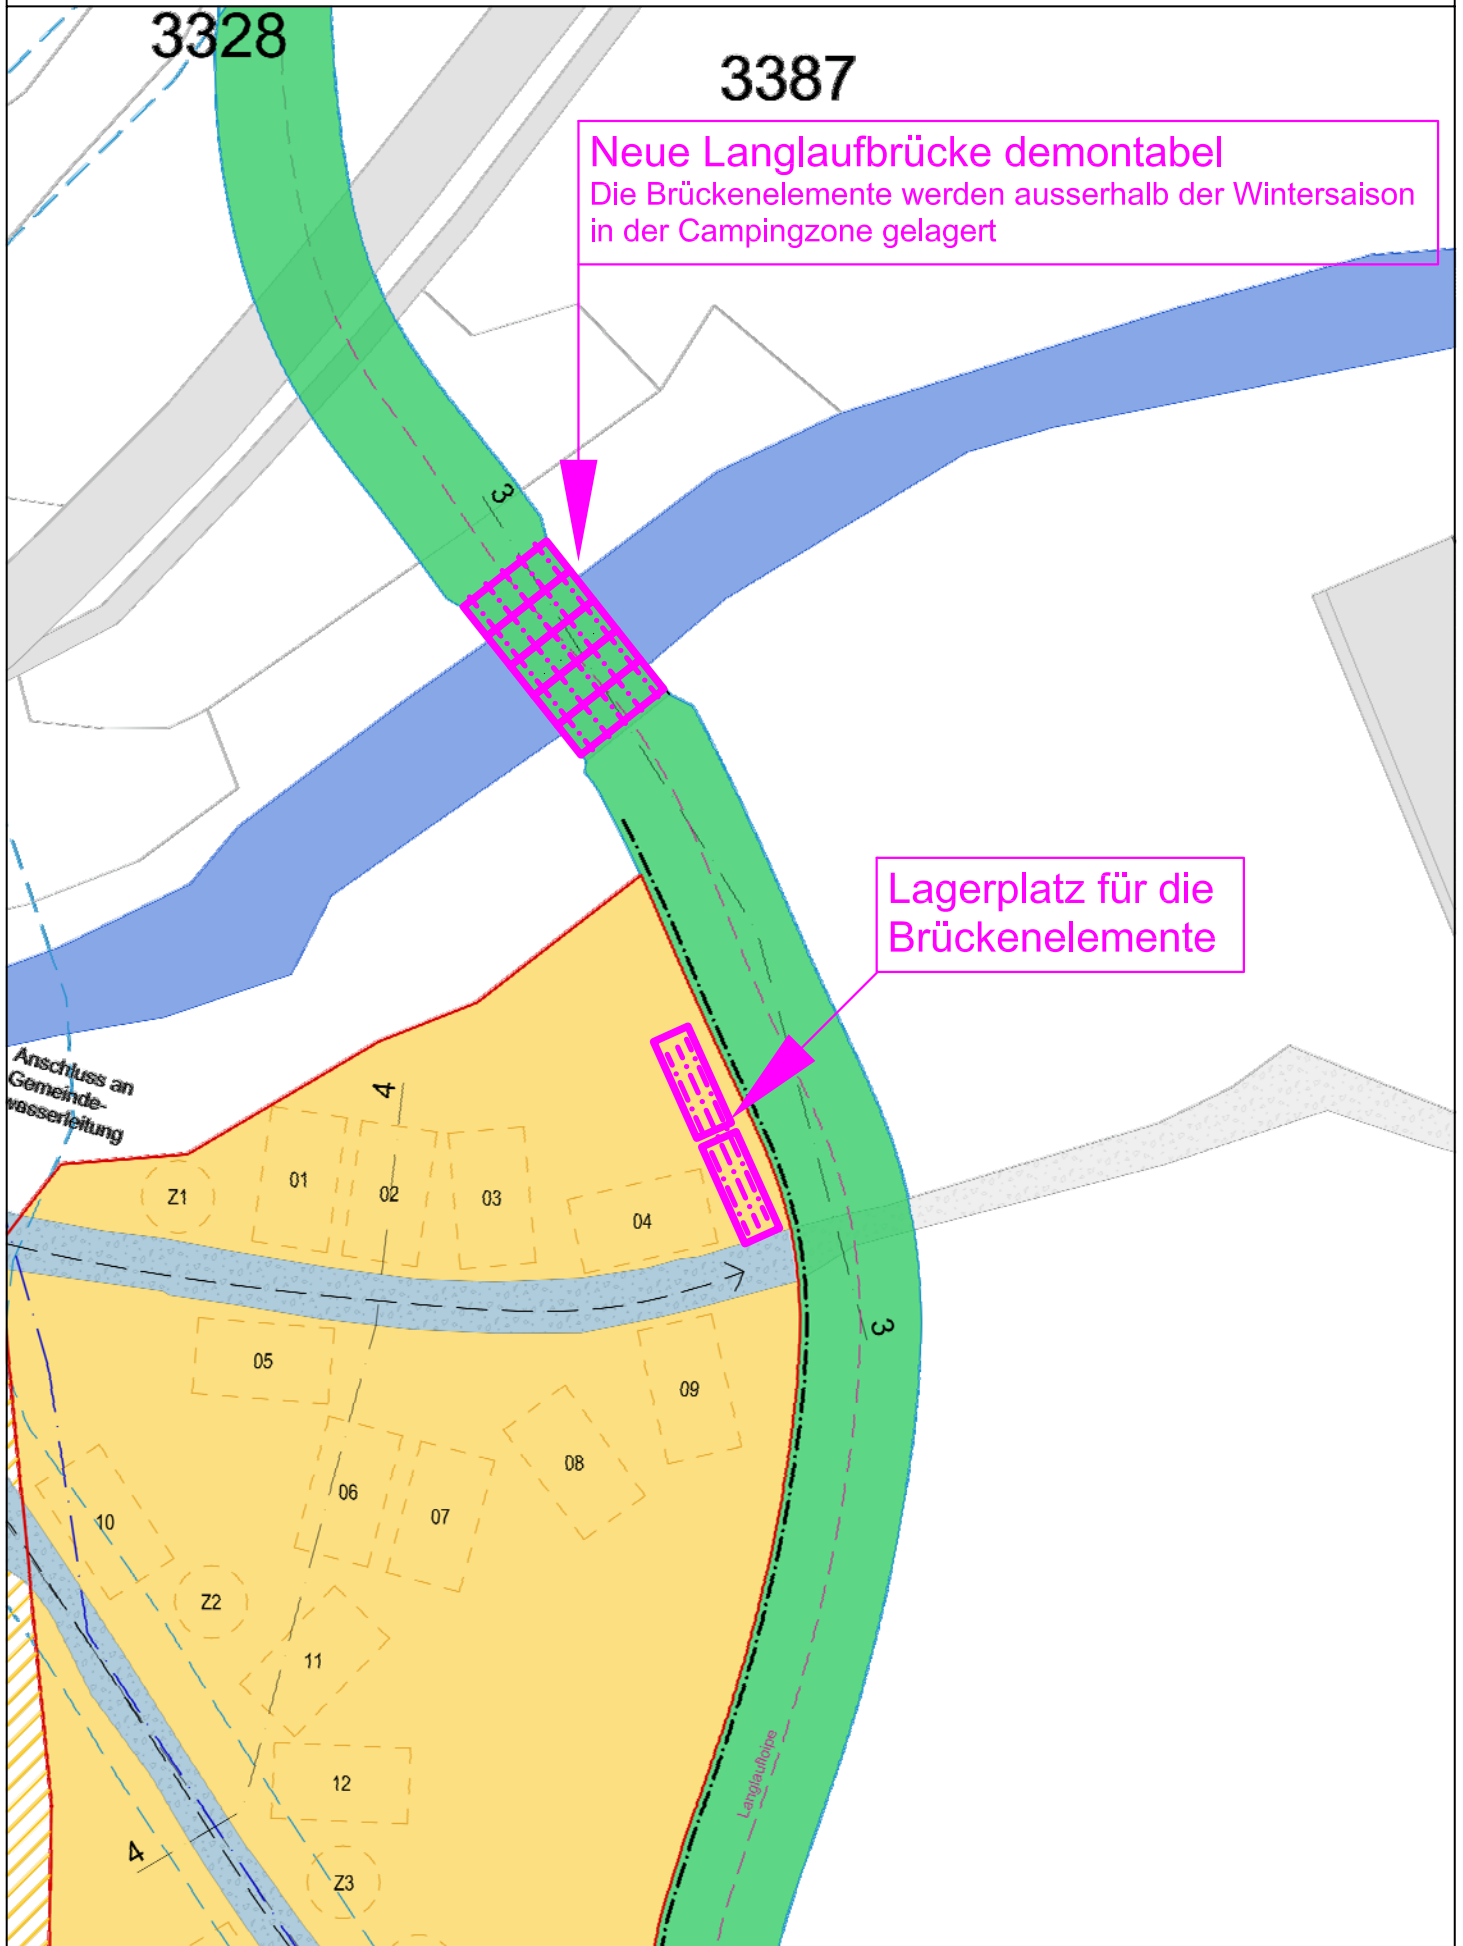 3328
3387
Neue Langlaufbrücke demontabel
Die Brückenelemente werden ausserhalb der Wintersaison
in der Campingzone gelagert
3
Lagerplatz für die
Brückenelemente
Anschluss an
Gemeinde-
wasserleitung
4
Z1
01
02
03
04
3
05
09
08
06
07
10
Z2
11
Langlaufloipe
12
4
Z3